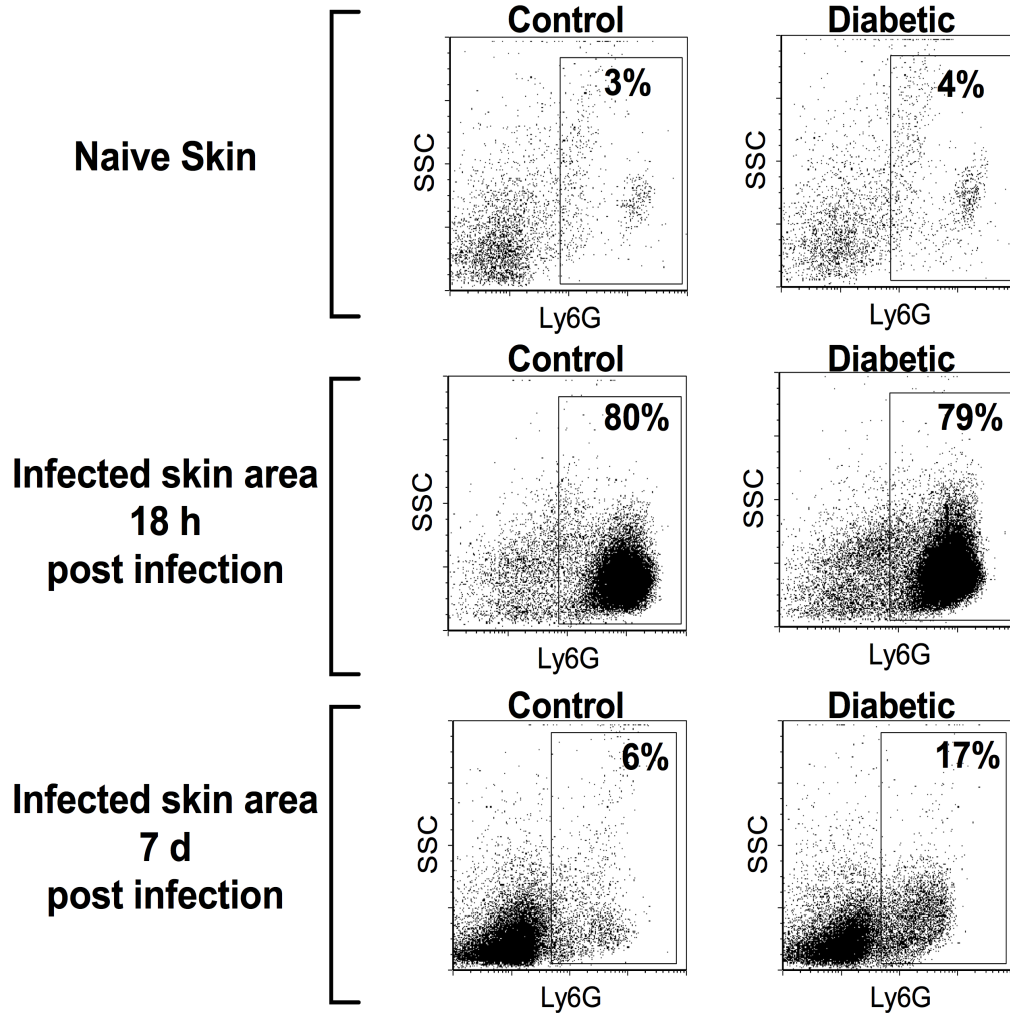 Control
Diabetic
3%
4%
Naive Skin
SSC
SSC
Ly6G
Ly6G
Control
Diabetic
80%
79%
Infected skin area
18 h
post infection
SSC
SSC
Ly6G
Ly6G
Control
Diabetic
6%
17%
Infected skin area
7 d
post infection
SSC
SSC
Ly6G
Ly6G